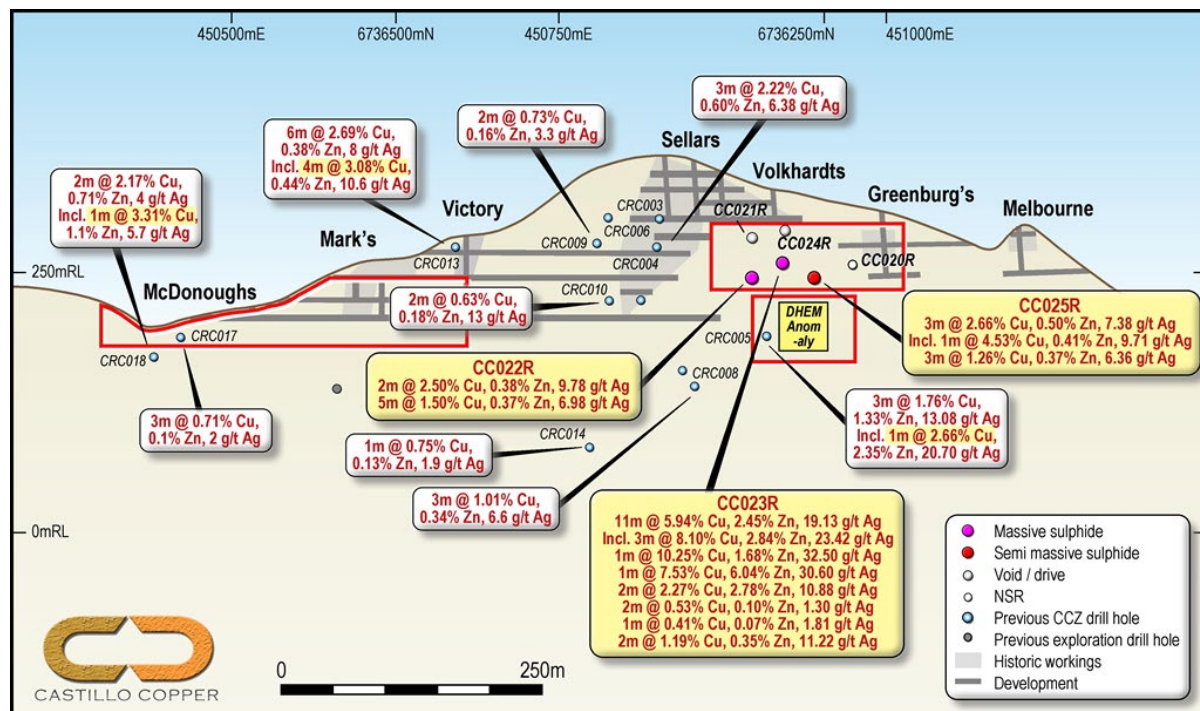 450500mE
6736500mN
450750mE
6736250mN
451000mE
3m @ 2.22% Cu,
0.60% Zn, 6.38 g/t Ag
2m @ 0.73% Cu,
0.16% Zn, 3.3 g/t Ag
6m @ 2.69% Cu,
0.38% Zn, 8 g/t Ag
Incl. 4m @ 3.08% Cu,
0.44% Zn, 10.6 g/t Ag
2m @ 2.17% Cu,
0.71% Zn, 4 g/t Ag
Incl. 1m @ 3.31% Cu,
1.1% Zn, 5.7 g/t Ag
Sellars
Volkhardts
Greenburg's
Melbourne
Victory
Mark's
McDonoughs
CRC003
CC021R
CRC006
CRC009
CRC013
CRC004
CC024R
CC020R
250mRL
CRC010
2m @ 0.63% Cu,
0.18% Zn, 13 g/t Ag
DHEM
Anom
-aly
CC025R
3m @ 2.66% Cu, 0.50% Zn, 7.38 g/t Ag
Incl. 1m @ 4.53% Cu, 0.41% Zn, 9.71 g/t Ag
3m @ 1.26% Cu, 0.37% Zn, 6.36 g/t Ag
CRC017
CRC018
CRC005
CRC008
CC022R
2m @ 2.50% Cu, 0.38% Zn, 9.78 g/t Ag
5m @ 1.50% Cu, 0.37% Zn, 6.98 g/t Ag
3m @ 0.71% Cu,
0.1% Zn, 2 g/t Ag
3m @ 1.76% Cu,
1.33% Zn, 13.08 g/t Ag
Incl. 1m @ 2.66% Cu,
2.35% Zn, 20.70 g/t Ag
CRC014
1m @ 0.75% Cu,
0.13% Zn, 1.9 g/t Ag
3m @ 1.01% Cu,
0.34% Zn, 6.6 g/t Ag
0mRL
CC023R
11m @ 5.94% Cu, 2.45% Zn, 19.13 g/t Ag
Incl. 3m @ 8.10% Cu, 2.84% Zn, 23.42 g/t Ag
1m @ 10.25% Cu, 1.68% Zn, 32.50 g/t Ag
1m @ 7.53% Cu, 6.04% Zn, 30.60 g/t Ag
2m @ 2.27% Cu, 2.78% Zn, 10.88 g/t Ag
2m @ 0.53% Cu, 0.10% Zn, 1.30 g/t Ag
1m @ 0.41% Cu, 0.07% Zn, 1.81 g/t Ag
2m @ 1.19% Cu, 0.35% Zn, 11.22 g/t Ag
Massive sulphide
Semi massive sulphide
Void / drive
NSR
Previous CCZ drill hole
Previous exploration drill hole
Historic workings
Development
CASTILLO COPPER
0
250m